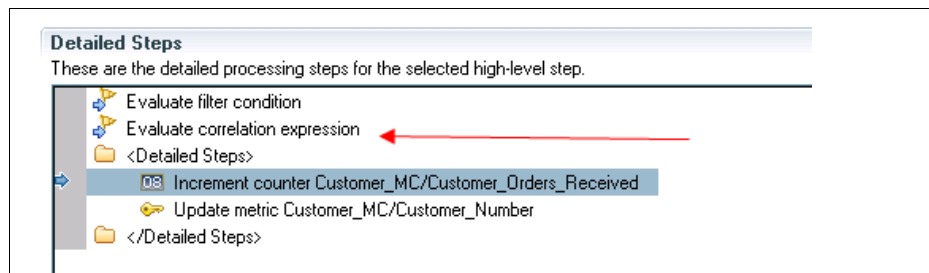 Detailed Steps
These are the detailed processing steps for the selected high-level step.
Evaluate filter condition
Evaluate correlation expression
<Detailed Steps>
08 Increment counter Customer_MC/Customer_Orders_Received
Update metric Customer_MC/Customer_Number
</Detailed Steps>